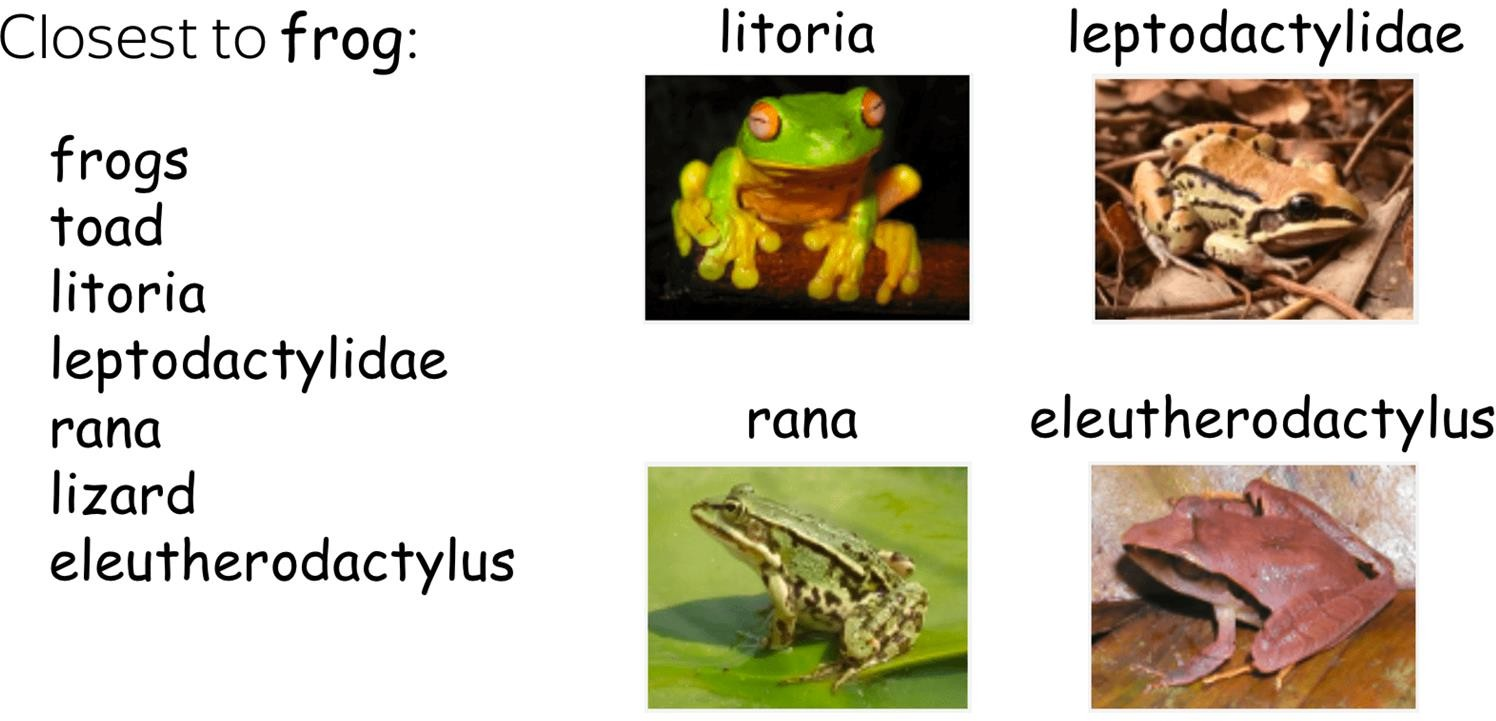 Closest to frog:
frogs
toad
litoria
leptodactylidae
rana
lizard
eleutherodactylus
litoria
leptodactylidae
rana
eleutherodactylus